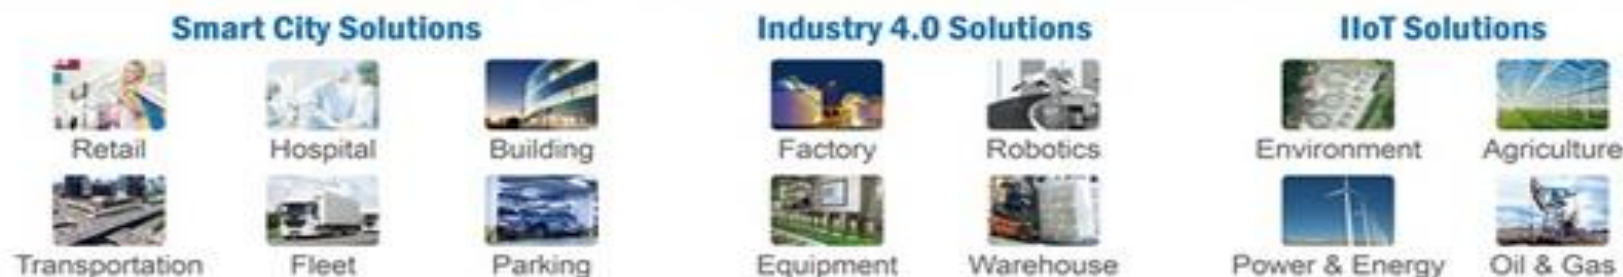 Smart City Solutions
Retail
Hospital
Building
Transportation
Fleet
Parking
Industry 4.0 Solutions
Factory
Robotics
Equipment
Warehouse
IIoT Solutions
Environment
Agriculture
Power & Energy
Oil & Gas